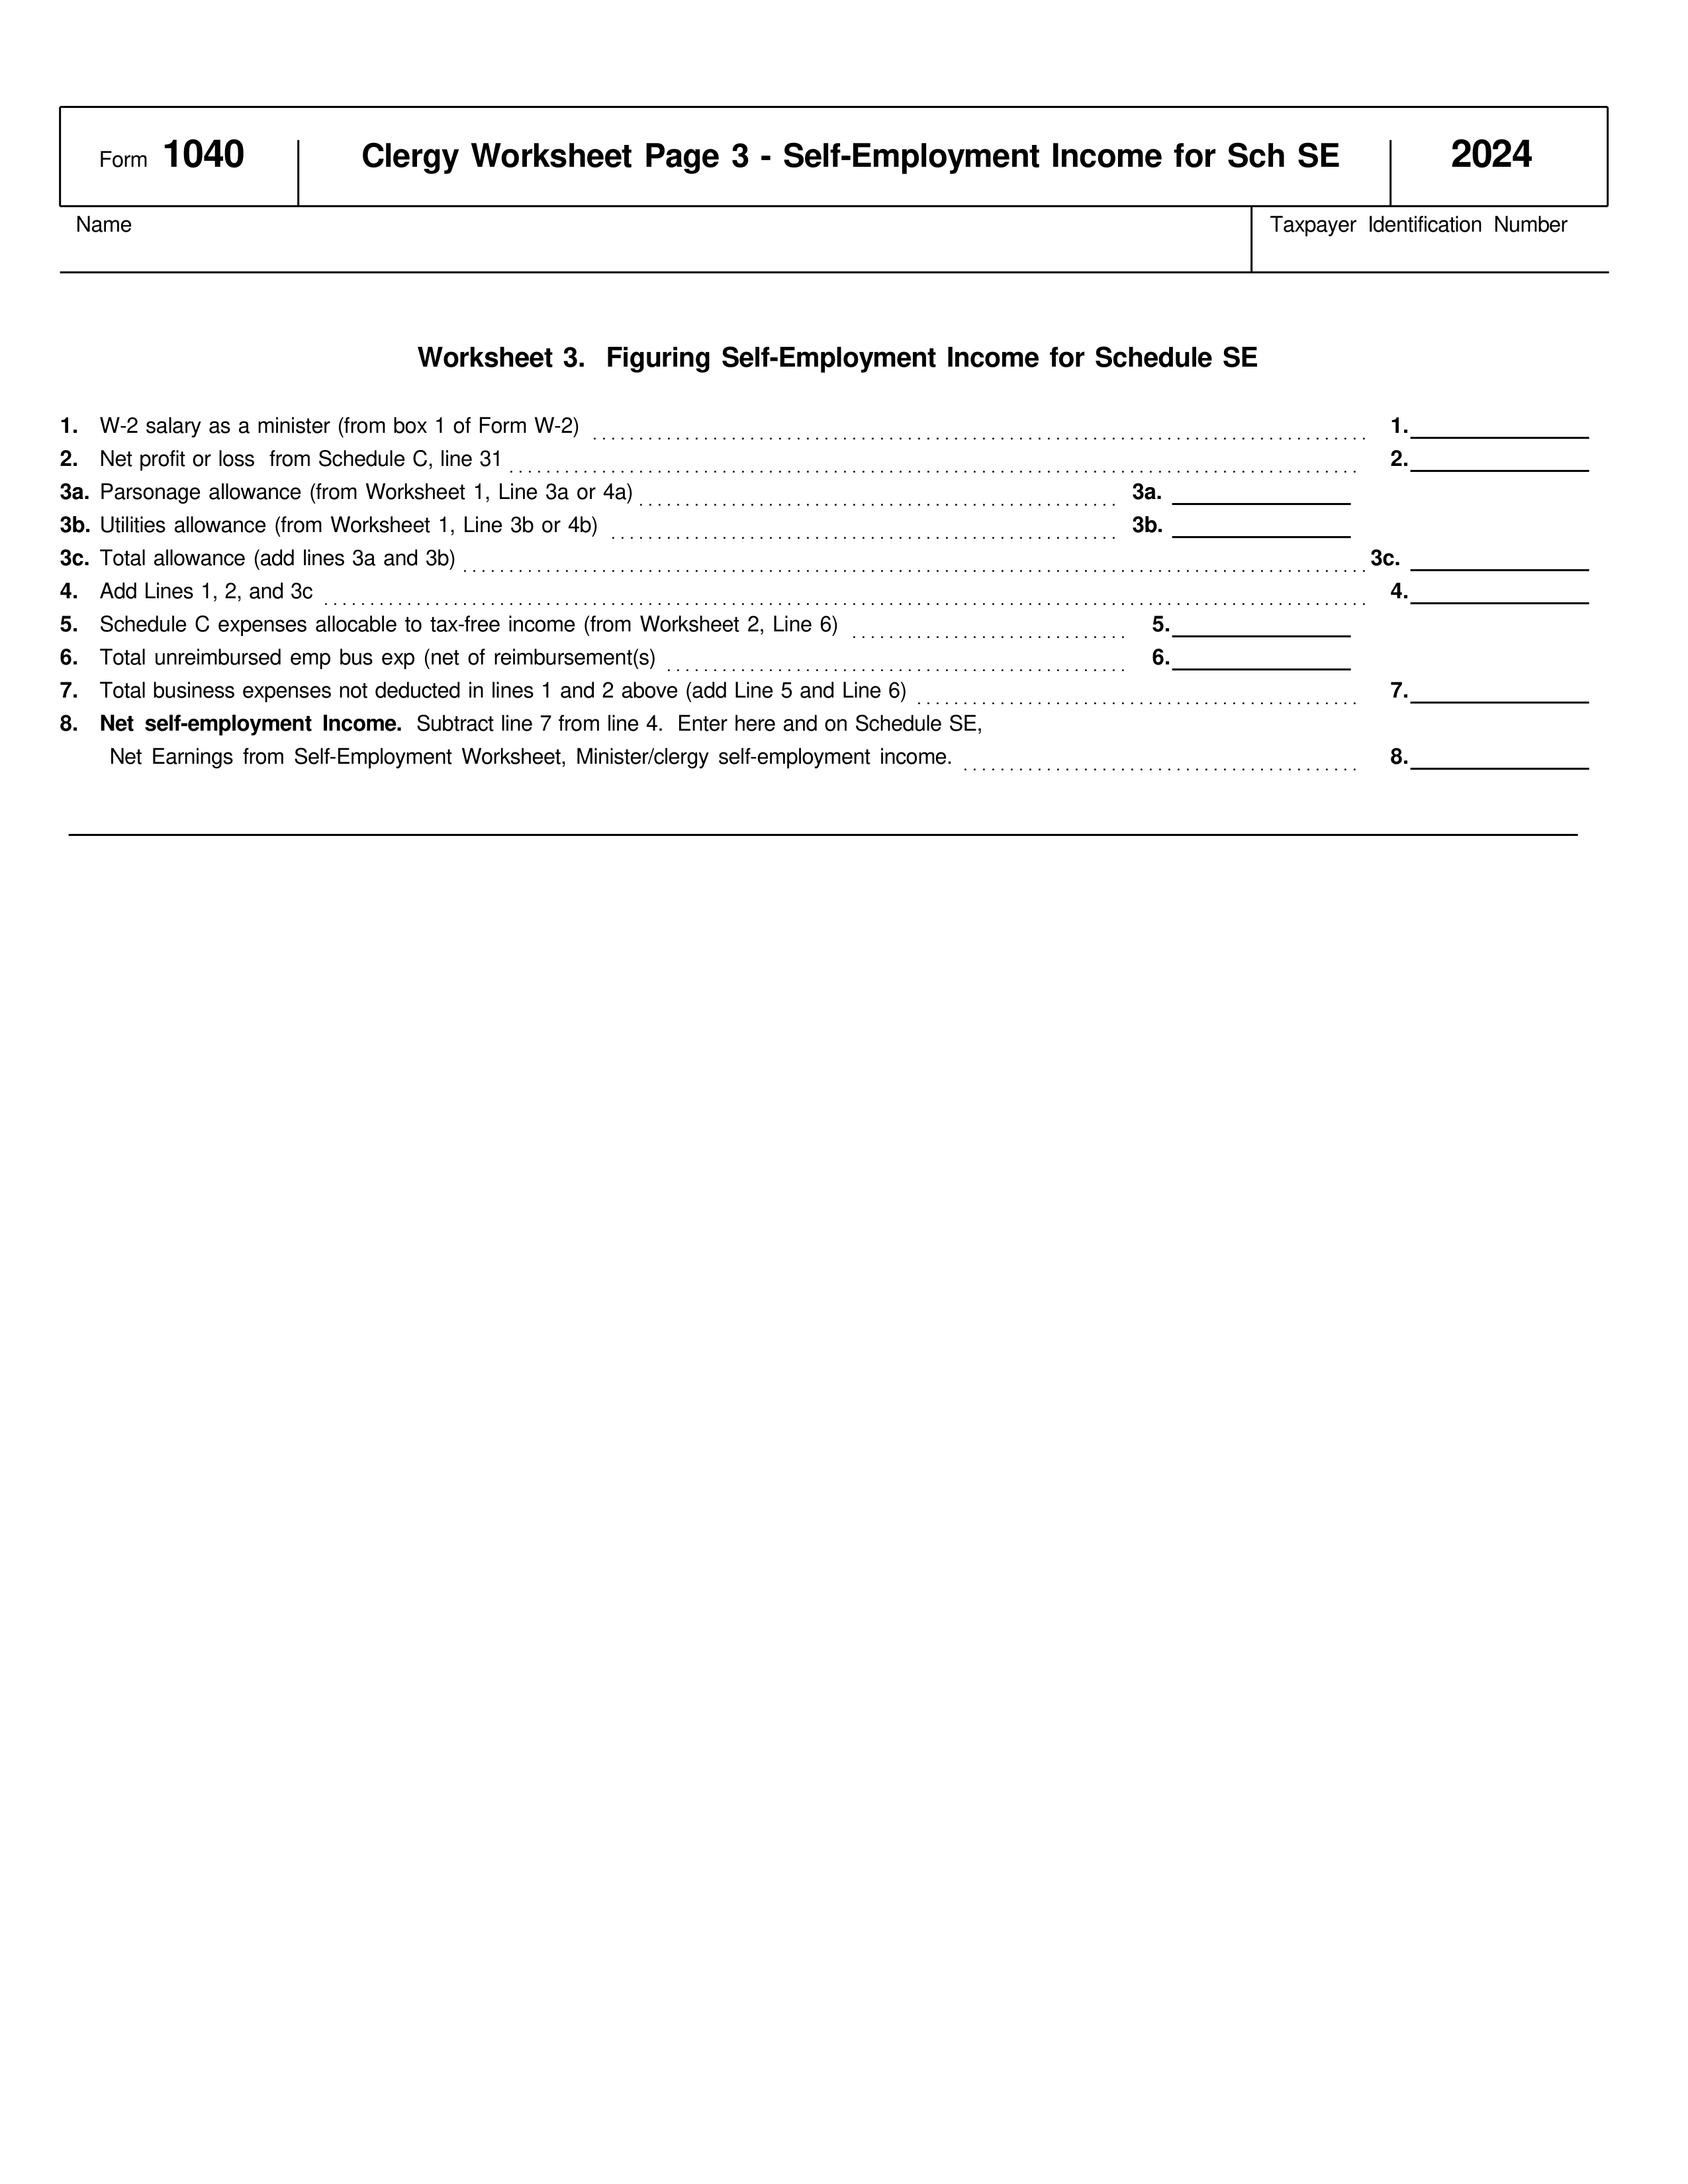 Form 1040 Clergy Worksheet Page 3 - Self-Employment Income for Sch SE 2024
Name Taxpayer Identification Number
Worksheet 3. Figuring Self-Employment Income for Schedule SE
1. W-2 salary as a minister (from box 1 of Form W-2) 1.
2. Net profit or loss from Schedule C, line 31 2.
3a. Parsonage allowance (from Worksheet 1, Line 3a or 4a) 3a.
3b. Utilities allowance (from Worksheet 1, Line 3b or 4b) 3b.
3c. Total allowance (add lines 3a and 3b) 3c.
4. Add Lines 1, 2, and 3c 4.
5. Schedule C expenses allocable to tax-free income (from Worksheet 2, Line 6) 5.
6. Total unreimbursed emp bus exp (net of reimbursement(s) 6.
7. Total business expenses not deducted in lines 1 and 2 above (add Line 5 and Line 6) 7.
8. Net self-employment Income. Subtract line 7 from line 4. Enter here and on Schedule SE,
Net Earnings from Self-Employment Worksheet, Minister/clergy self-employment income. 8.